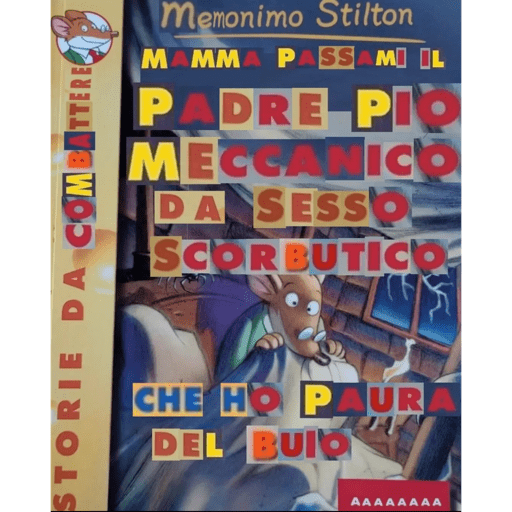 Memonimo Stilton
MAMMA PASSAMI IL
PADRE PIO
MECCANICO
DA SESSO
SCORBUTICO
CHE HO PAURA
DEL BUIO
AAAAAAAA
STORIE DA COMBATTERE